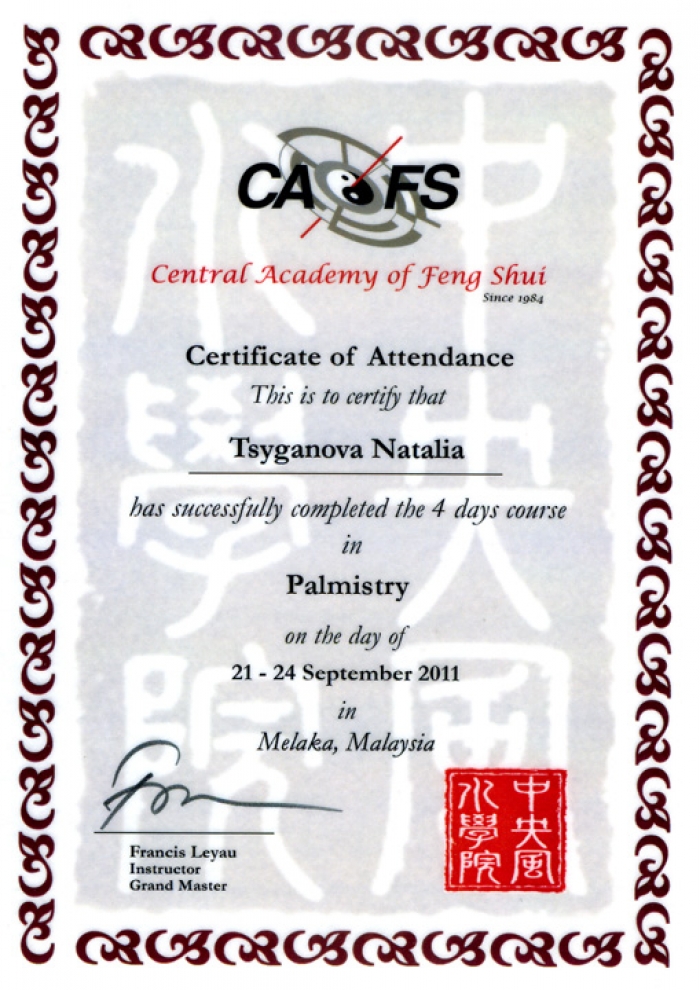 CAFS
Central Academy of Feng Shui
Since 1984
Certificate of Attendance
This is to certify that
Tsyganova Natalia
has successfully completed the 4 days course
in
Palmistry
on the day of
21 - 24 September 2011
in
Melaka, Malaysia
Francis Leyau
Instructor
Grand Master
中央風
水學院